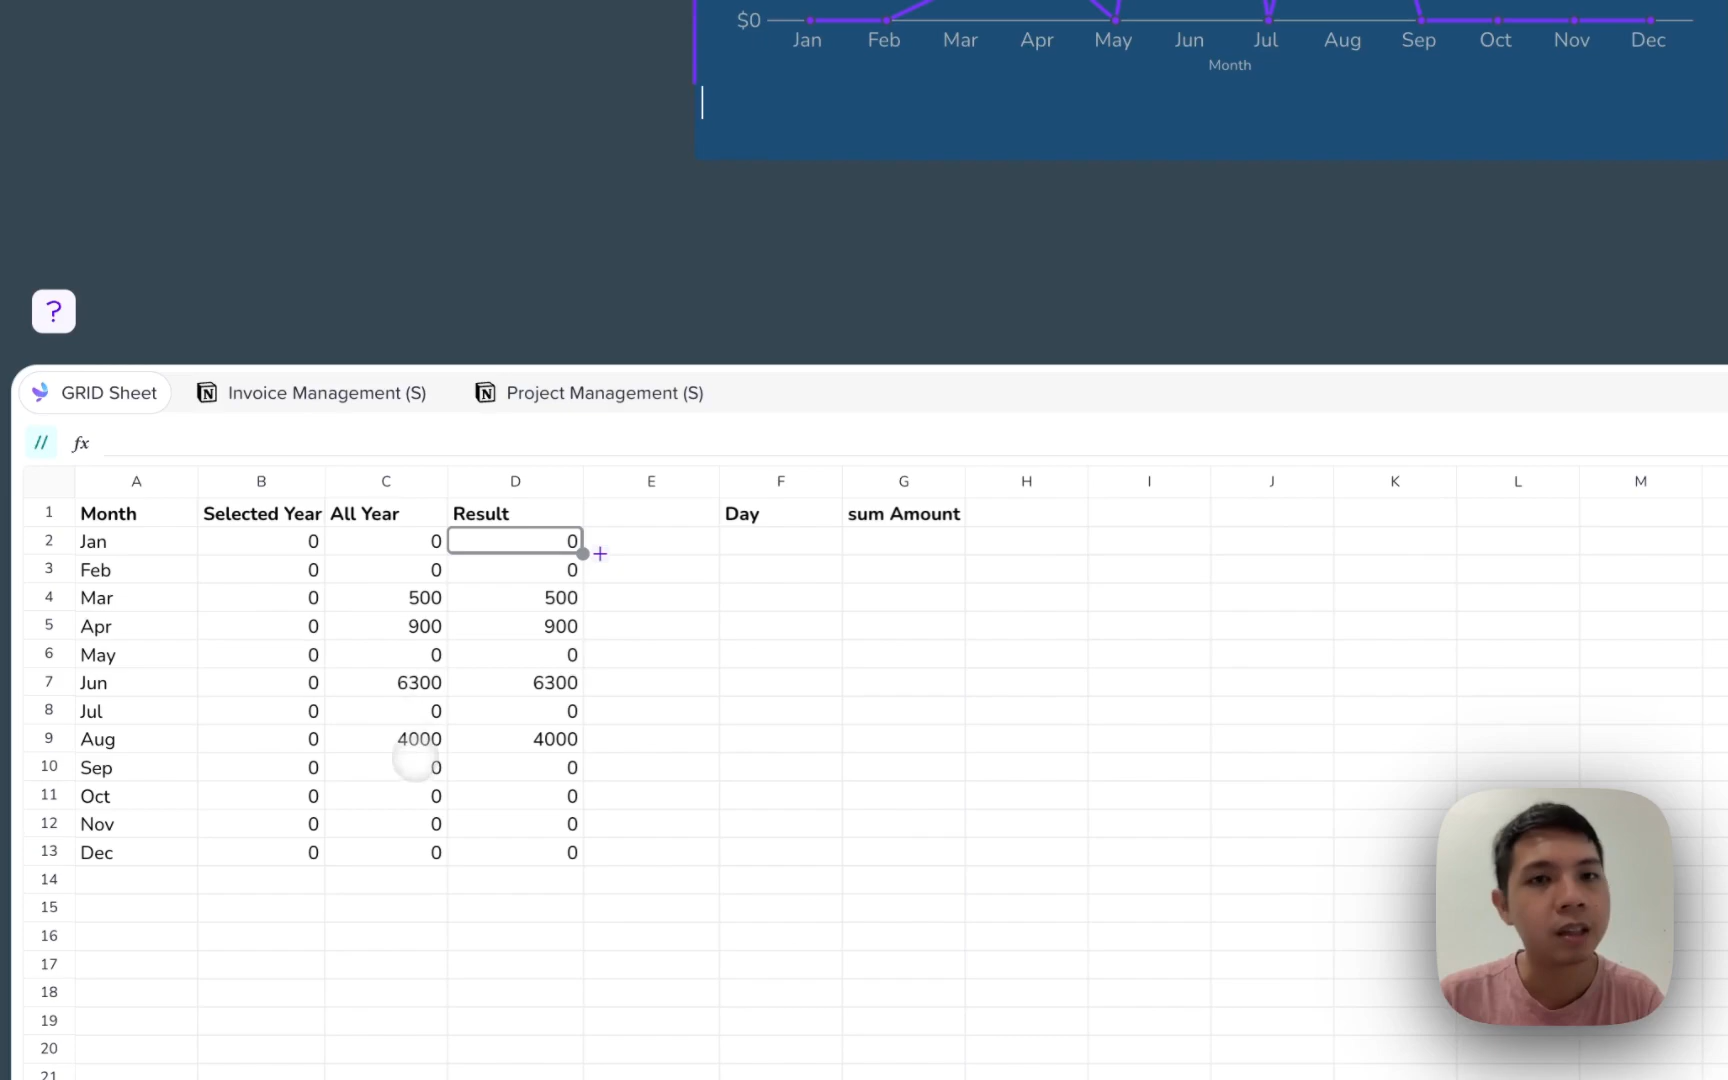 $0
Jan Feb Mar Apr May Jun Jul Aug Sep Oct Nov Dec
Month
?
GRID Sheet Invoice Management (S) Project Management (S)
// fx
A B C D E F G H I J K L M
1 Month Selected Year All Year Result Day sum Amount
2 Jan 0 0 0 +
3 Feb 0 0 0
4 Mar 0 500 500
5 Apr 0 900 900
6 May 0 0 0
7 Jun 0 6300 6300
8 Jul 0 0 0
9 Aug 0 4000 4000
10 Sep 0 0 0
11 Oct 0 0 0
12 Nov 0 0 0
13 Dec 0 0 0
14
15
16
17
18
19
20
21